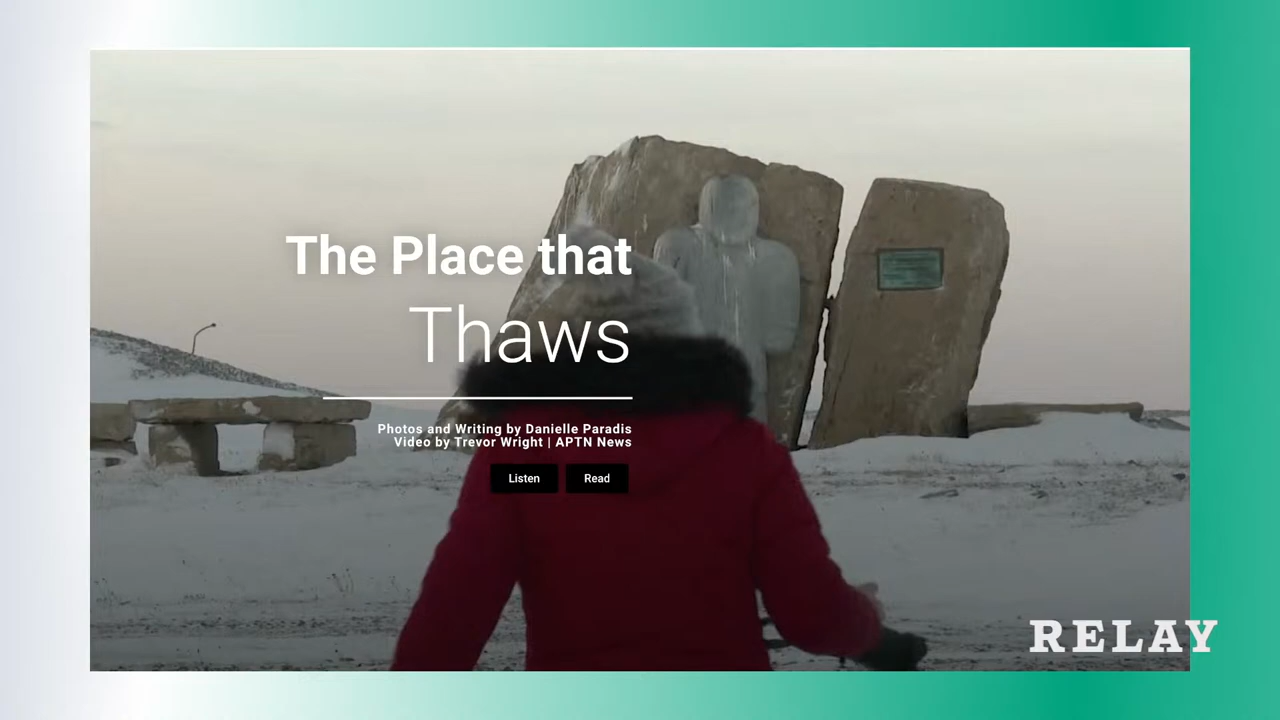 The Place that
Thaws
Photos and Writing by Danielle Paradis
Video by Trevor Wright | APTN News
Listen
Read
RELAY